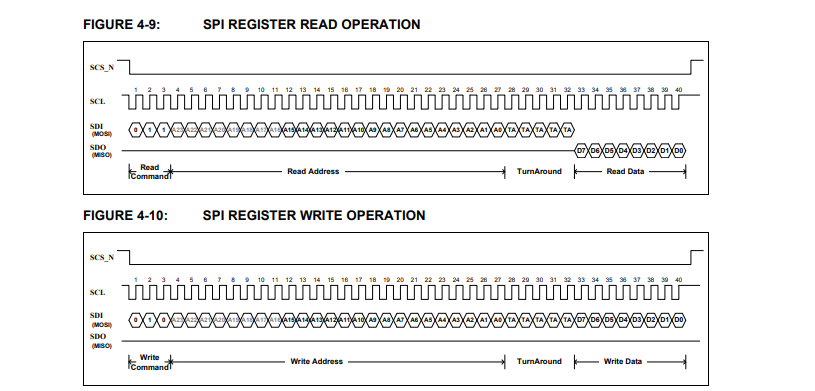 FIGURE 4-9: SPI REGISTER READ OPERATION
SCS_N
1 2 3 4 5 6 7 8 9 10 11 12 13 14 15 16 17 18 19 20 21 22 23 24 25 26 27 28 29 30 31 32 33 34 35 36 37 38 39 40
SCL
SDI 0 1 1 A23 A22 A21 A20 A19 A18 A17 A16 A15 A14 A13 A12 A11 A10 A9 A8 A7 A6 A5 A4 A3 A2 A1 A0 TA TA TA TA TA
(MOSI)
SDO D7 D6 D5 D4 D3 D2 D1 D0
(MISO)
Read Command Read Address TurnAround Read Data
FIGURE 4-10: SPI REGISTER WRITE OPERATION
SCS_N
1 2 3 4 5 6 7 8 9 10 11 12 13 14 15 16 17 18 19 20 21 22 23 24 25 26 27 28 29 30 31 32 33 34 35 36 37 38 39 40
SCL
SDI 0 1 0 A23 A22 A21 A20 A19 A18 A17 A16 A15 A14 A13 A12 A11 A10 A9 A8 A7 A6 A5 A4 A3 A2 A1 A0 TA TA TA TA TA D7 D6 D5 D4 D3 D2 D1 D0
(MOSI)
SDO
(MISO)
Write Command Write Address TurnAround Write Data